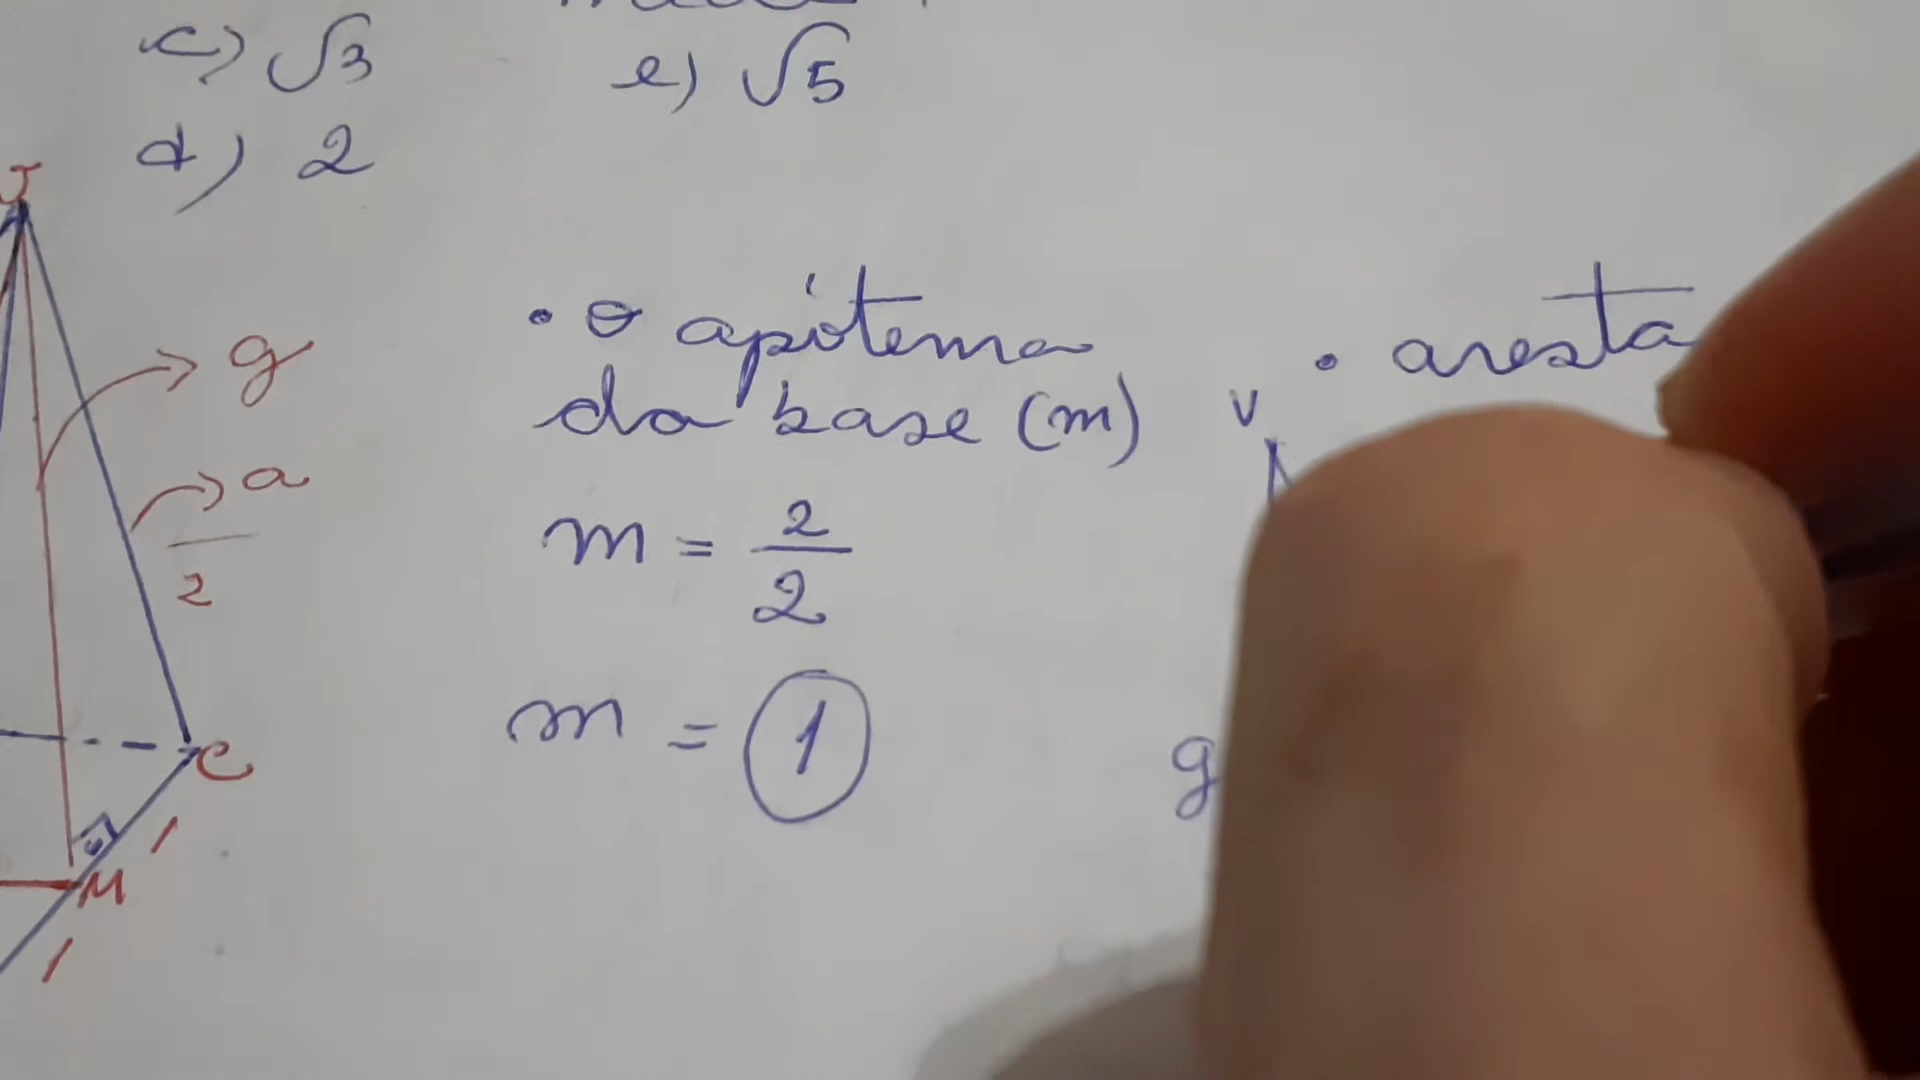 c) √3
e) √5
d) 2
V
g
a
2
C
1
M
1
• O apótema
da base (m)
m = 2/2
m = 1
• aresta
V
g